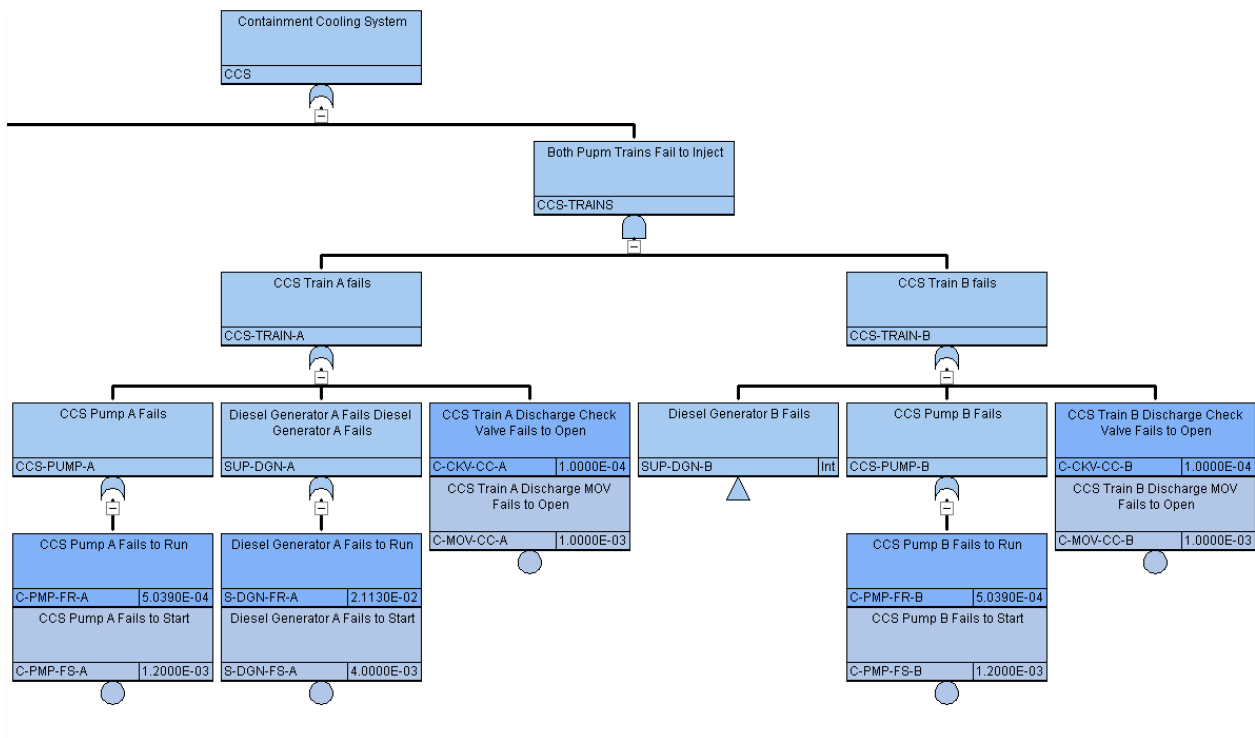 Containment Cooling System
CCS
Both Pupm Trains Fail to Inject
CCS-TRAINS
CCS Train A fails
CCS-TRAIN-A
CCS Train B fails
CCS-TRAIN-B
CCS Pump A Fails
CCS-PUMP-A
Diesel Generator A Fails Diesel
Generator A Fails
SUP-DGN-A
CCS Train A Discharge Check
Valve Fails to Open
C-CKV-CC-A 1.0000E-04
CCS Train A Discharge MOV
Fails to Open
C-MOV-CC-A 1.0000E-03
Diesel Generator B Fails
SUP-DGN-B Int
CCS Pump B Fails
CCS-PUMP-B
CCS Train B Discharge Check
Valve Fails to Open
C-CKV-CC-B 1.0000E-04
CCS Train B Discharge MOV
Fails to Open
C-MOV-CC-B 1.0000E-03
CCS Pump A Fails to Run
C-PMP-FR-A 5.0390E-04
CCS Pump A Fails to Start
C-PMP-FS-A 1.2000E-03
Diesel Generator A Fails to Run
S-DGN-FR-A 2.1130E-02
Diesel Generator A Fails to Start
S-DGN-FS-A 4.0000E-03
CCS Pump B Fails to Run
C-PMP-FR-B 5.0390E-04
CCS Pump B Fails to Start
C-PMP-FS-B 1.2000E-03